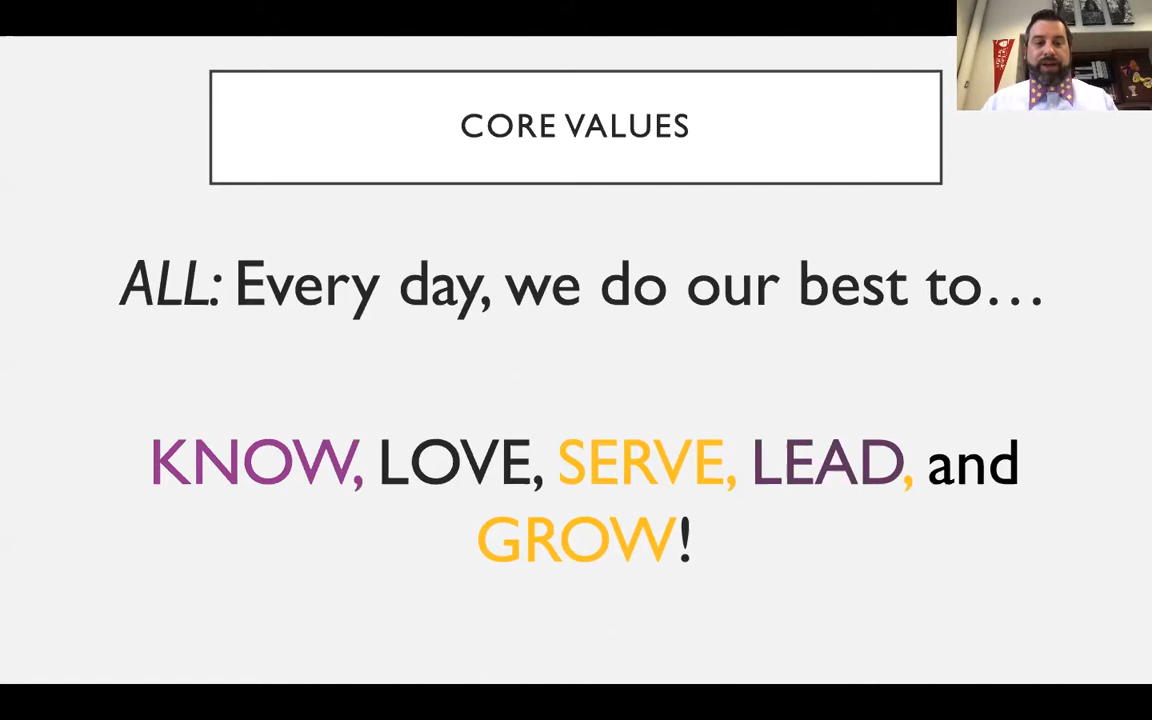 CORE VALUES
ALL: Every day, we do our best to…
KNOW, LOVE, SERVE, LEAD, and
GROW!